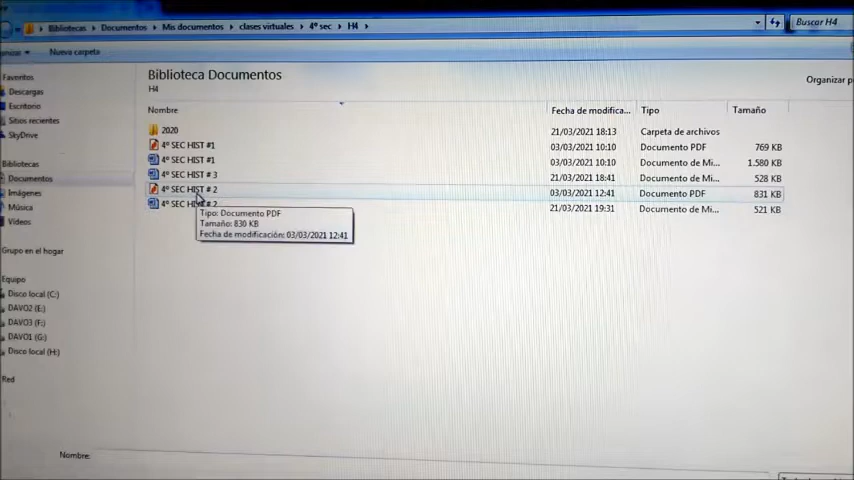 Bibliotecas ▸ Documentos ▸ Mis documentos ▸ clases virtuales ▸ 4º sec ▸ H4 ▸
Buscar H4
Nueva carpeta
Favoritos
Descargas
Escritorio
Sitios recientes
SkyDrive
Bibliotecas
Documentos
Imágenes
Música
Vídeos
Grupo en el hogar
Equipo
Disco local (C:)
DAVO2 (E:)
DAVO3 (F:)
DAVO1 (G:)
Disco local (H:)
Red
Biblioteca Documentos
H4
Organizar
Nombre Fecha de modifica... Tipo Tamaño
2020 21/03/2021 18:13 Carpeta de archivos
4º SEC HIST #1 03/03/2021 10:10 Documento PDF 769 KB
4º SEC HIST #1 03/03/2021 10:10 Documento de Mi... 1.580 KB
4º SEC HIST # 3 21/03/2021 18:41 Documento de Mi... 528 KB
4º SEC HIST # 2 03/03/2021 12:41 Documento PDF 831 KB
4º SEC HIST # 2 21/03/2021 19:31 Documento de Mi... 521 KB
Tipo: Documento PDF
Tamaño: 830 KB
Fecha de modificación: 03/03/2021 12:41
Nombre: